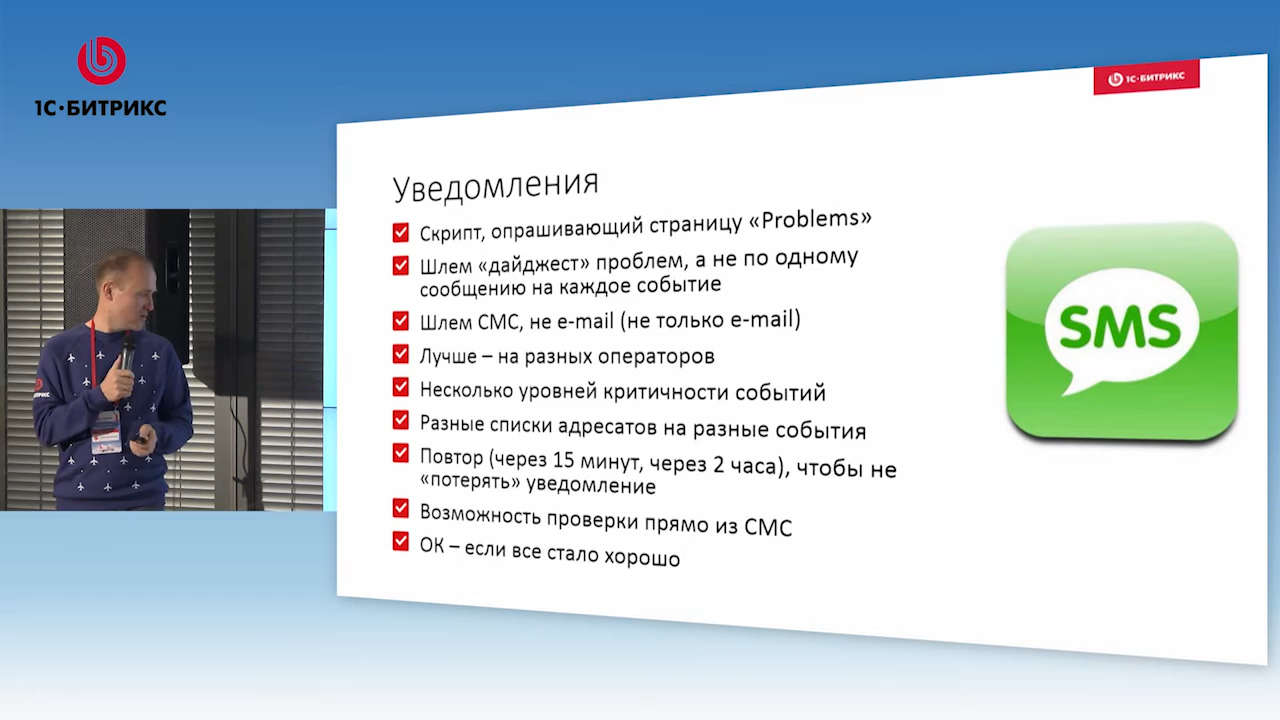 1С·БИТРИКС
1С·БИТРИКС
Уведомления
Скрипт, опрашивающий страницу «Problems»
Шлем «дайджест» проблем, а не по одному
сообщению на каждое событие
Шлем СМС, не e-mail (не только e-mail)
Лучше – на разных операторов
Несколько уровней критичности событий
Разные списки адресатов на разные события
Повтор (через 15 минут, через 2 часа), чтобы не
«потерять» уведомление
Возможность проверки прямо из СМС
ОК – если все стало хорошо
SMS